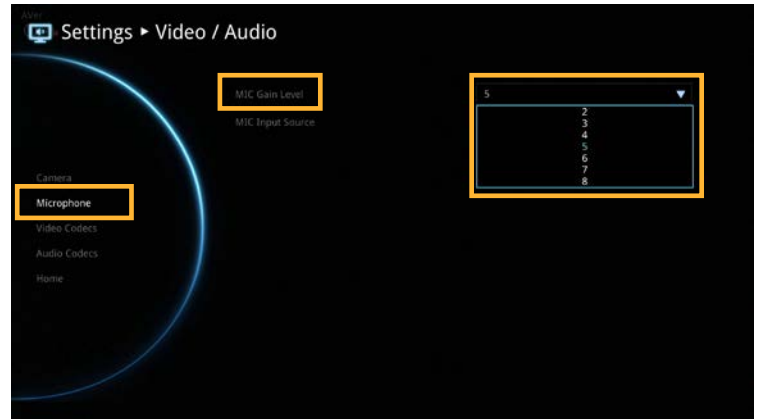 AVer
Settings ▸ Video / Audio
MIC Gain Level
5
MIC Input Source
2
3
4
5
6
7
8
Camera
Microphone
Video Codecs
Audio Codecs
Home